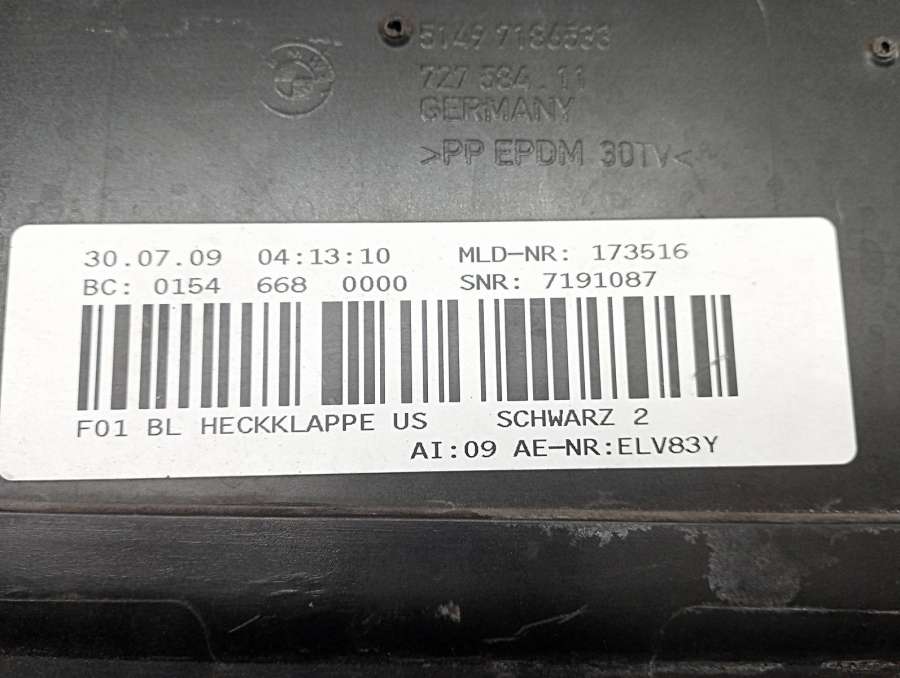 5149 7186533
727 584.11
GERMANY
>PP EPDM 30TV<
30.07.09 04:13:10 MLD-NR: 173516
BC: 0154 668 0000 SNR: 7191087
F01 BL HECKKLAPPE US SCHWARZ 2
AI:09 AE-NR:ELV83Y